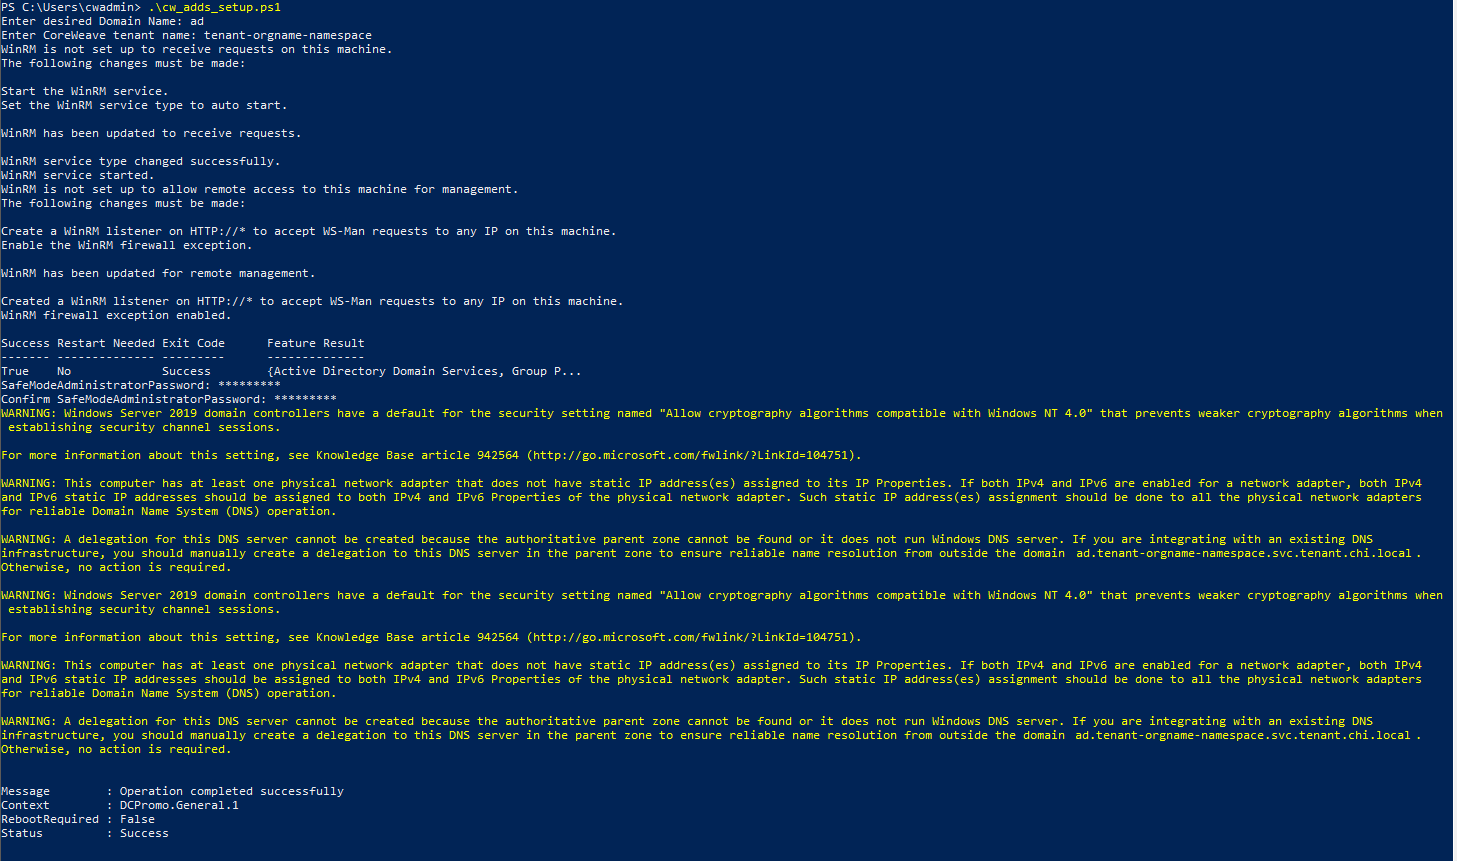 PS C:\Users\cwadmin> .\cw_adds_setup.ps1
Enter desired Domain Name: ad
Enter CoreWeave tenant name: tenant-orgname-namespace
WinRM is not set up to receive requests on this machine.
The following changes must be made:
Start the WinRM service.
Set the WinRM service type to auto start.
WinRM has been updated to receive requests.
WinRM service type changed successfully.
WinRM service started.
WinRM is not set up to allow remote access to this machine for management.
The following changes must be made:
Create a WinRM listener on HTTP://* to accept WS-Man requests to any IP on this machine.
Enable the WinRM firewall exception.
WinRM has been updated for remote management.
Created a WinRM listener on HTTP://* to accept WS-Man requests to any IP on this machine.
WinRM firewall exception enabled.
Success Restart Needed Exit Code      Feature Result
------- -------------- ---------      --------------
True    No             Success        {Active Directory Domain Services, Group P...
SafeModeAdministratorPassword: *********
Confirm SafeModeAdministratorPassword: *********
WARNING: Windows Server 2019 domain controllers have a default for the security setting named "Allow cryptography algorithms compatible with Windows NT 4.0" that prevents weaker cryptography algorithms when
establishing security channel sessions.
For more information about this setting, see Knowledge Base article 942564 (http://go.microsoft.com/fwlink/?LinkId=104751).
WARNING: This computer has at least one physical network adapter that does not have static IP address(es) assigned to its IP Properties. If both IPv4 and IPv6 are enabled for a network adapter, both IPv4
and IPv6 static IP addresses should be assigned to both IPv4 and IPv6 Properties of the physical network adapter. Such static IP address(es) assignment should be done to all the physical network adapters
for reliable Domain Name System (DNS) operation.
WARNING: A delegation for this DNS server cannot be created because the authoritative parent zone cannot be found or it does not run Windows DNS server. If you are integrating with an existing DNS
infrastructure, you should manually create a delegation to this DNS server in the parent zone to ensure reliable name resolution from outside the domain ad.tenant-orgname-namespace.svc.tenant.chi.local.
Otherwise, no action is required.
WARNING: Windows Server 2019 domain controllers have a default for the security setting named "Allow cryptography algorithms compatible with Windows NT 4.0" that prevents weaker cryptography algorithms when
establishing security channel sessions.
For more information about this setting, see Knowledge Base article 942564 (http://go.microsoft.com/fwlink/?LinkId=104751).
WARNING: This computer has at least one physical network adapter that does not have static IP address(es) assigned to its IP Properties. If both IPv4 and IPv6 are enabled for a network adapter, both IPv4
and IPv6 static IP addresses should be assigned to both IPv4 and IPv6 Properties of the physical network adapter. Such static IP address(es) assignment should be done to all the physical network adapters
for reliable Domain Name System (DNS) operation.
WARNING: A delegation for this DNS server cannot be created because the authoritative parent zone cannot be found or it does not run Windows DNS server. If you are integrating with an existing DNS
infrastructure, you should manually create a delegation to this DNS server in the parent zone to ensure reliable name resolution from outside the domain ad.tenant-orgname-namespace.svc.tenant.chi.local.
Otherwise, no action is required.
Message        : Operation completed successfully
Context        : DCPromo.General.1
RebootRequired : False
Status         : Success